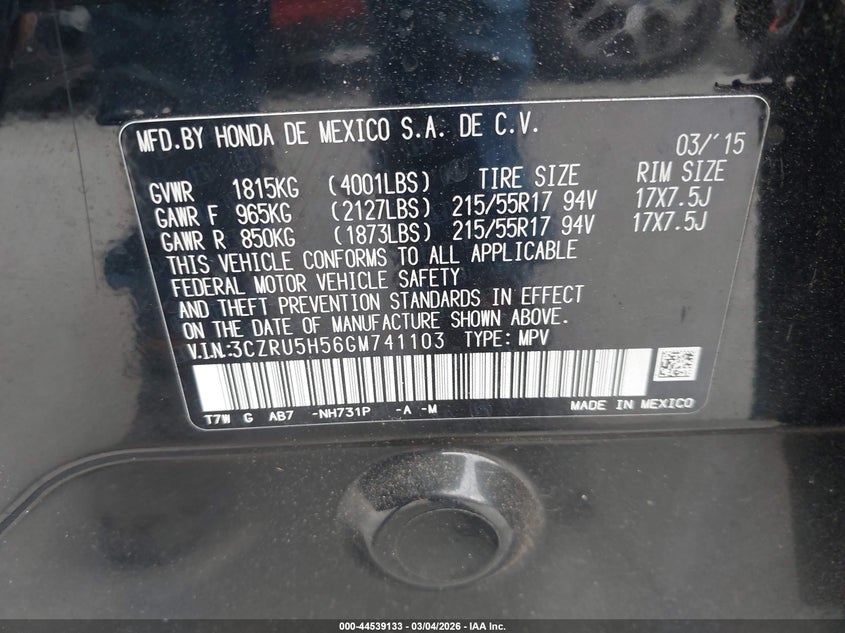 MFD.BY HONDA DE MEXICO S.A. DE C.V.
03/'15
GVWR 1815KG (4001LBS) TIRE SIZE RIM SIZE
GAWR F 965KG (2127LBS) 215/55R17 94V 17X7.5J
GAWR R 850KG (1873LBS) 215/55R17 94V 17X7.5J
THIS VEHICLE CONFORMS TO ALL APPLICABLE
FEDERAL MOTOR VEHICLE SAFETY
AND THEFT PREVENTION STANDARDS IN EFFECT
ON THE DATE OF MANUFACTURE SHOWN ABOVE.
V.I.N:3CZRU5H56GM741103 TYPE: MPV
T7W G AB7 -NH731P -A -M MADE IN MEXICO
000-44539133 - 03/04/2026 - IAA Inc.